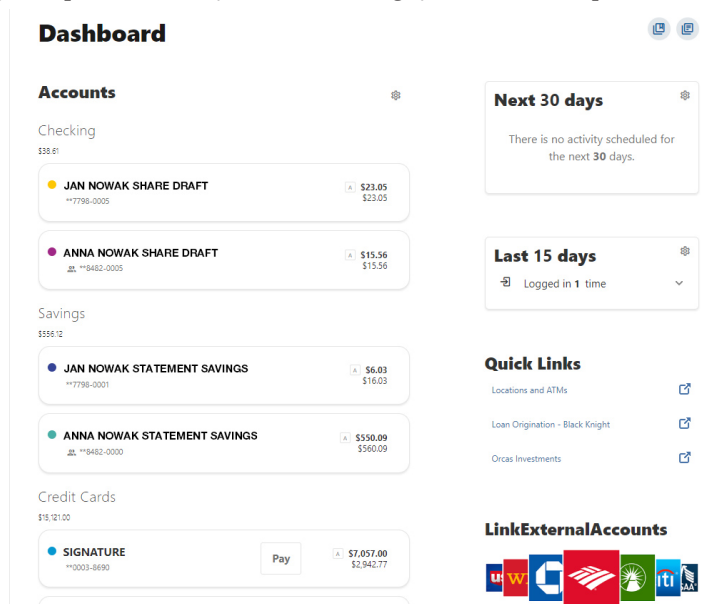 Dashboard
Accounts
Checking
$38.61
JAN NOWAK SHARE DRAFT
A $23.05
**7798-0005
$23.05
ANNA NOWAK SHARE DRAFT
A $15.56
**8482-0005
$15.56
Savings
$556.12
JAN NOWAK STATEMENT SAVINGS
A $6.03
**7798-0001
$16.03
ANNA NOWAK STATEMENT SAVINGS
A $550.09
**8482-0000
$560.09
Credit Cards
$15,121.00
SIGNATURE
Pay
A $7,057.00
**0003-8690
$2,942.77
Next 30 days
There is no activity scheduled for
the next 30 days.
Last 15 days
Logged in 1 time
Quick Links
Locations and ATMs
Loan Origination - Black Knight
Orcas Investments
LinkExternalAccounts
citi